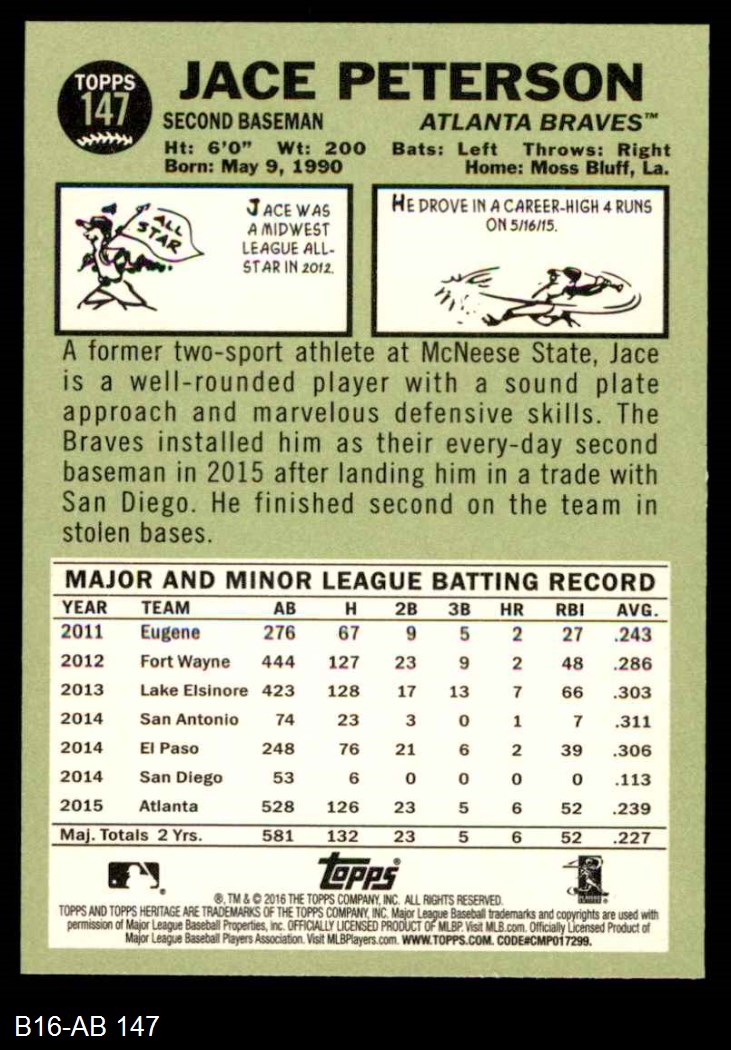 TOPPS
147
JACE PETERSON
SECOND BASEMAN ATLANTA BRAVES™
Ht: 6'0" Wt: 200 Bats: Left Throws: Right
Born: May 9, 1990 Home: Moss Bluff, La.
ALL
STAR
JACE WAS
A MIDWEST
LEAGUE ALL-
STAR IN 2012.
HE DROVE IN A CAREER-HIGH 4 RUNS
ON 5/16/15.
A former two-sport athlete at McNeese State, Jace
is a well-rounded player with a sound plate
approach and marvelous defensive skills. The
Braves installed him as their every-day second
baseman in 2015 after landing him in a trade with
San Diego. He finished second on the team in
stolen bases.
MAJOR AND MINOR LEAGUE BATTING RECORD
YEAR TEAM AB H 2B 3B HR RBI AVG.
2011 Eugene 276 67 9 5 2 27 .243
2012 Fort Wayne 444 127 23 9 2 48 .286
2013 Lake Elsinore 423 128 17 13 7 66 .303
2014 San Antonio 74 23 3 0 1 7 .311
2014 El Paso 248 76 21 6 2 39 .306
2014 San Diego 53 6 0 0 0 0 .113
2015 Atlanta 528 126 23 5 6 52 .239
Maj. Totals 2 Yrs. 581 132 23 5 6 52 .227
Topps®
®, TM & © 2016 THE TOPPS COMPANY, INC. ALL RIGHTS RESERVED.
TOPPS AND TOPPS HERITAGE ARE TRADEMARKS OF THE TOPPS COMPANY, INC. Major League Baseball trademarks and copyrights are used with
permission of Major League Baseball Properties, Inc. OFFICIALLY LICENSED PRODUCT OF MLBP. Visit MLB.com. Officially Licensed Product of
Major League Baseball Players Association. Visit MLBPlayers.com. WWW.TOPPS.COM. CODE#CMP017299.
B16-AB 147